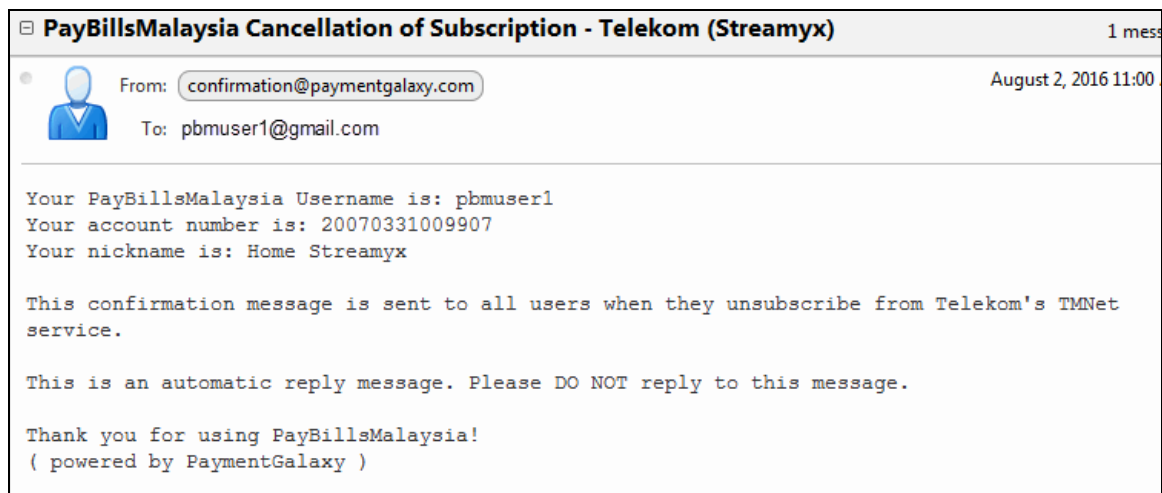 PayBillsMalaysia Cancellation of Subscription - Telekom (Streamyx)
1 mess
From: confirmation@paymentgalaxy.com
August 2, 2016 11:00
To: pbmuser1@gmail.com
Your PayBillsMalaysia Username is: pbmuser1
Your account number is: 20070331009907
Your nickname is: Home Streamyx
This confirmation message is sent to all users when they unsubscribe from Telekom's TMNet
service.
This is an automatic reply message. Please DO NOT reply to this message.
Thank you for using PayBillsMalaysia!
( powered by PaymentGalaxy )